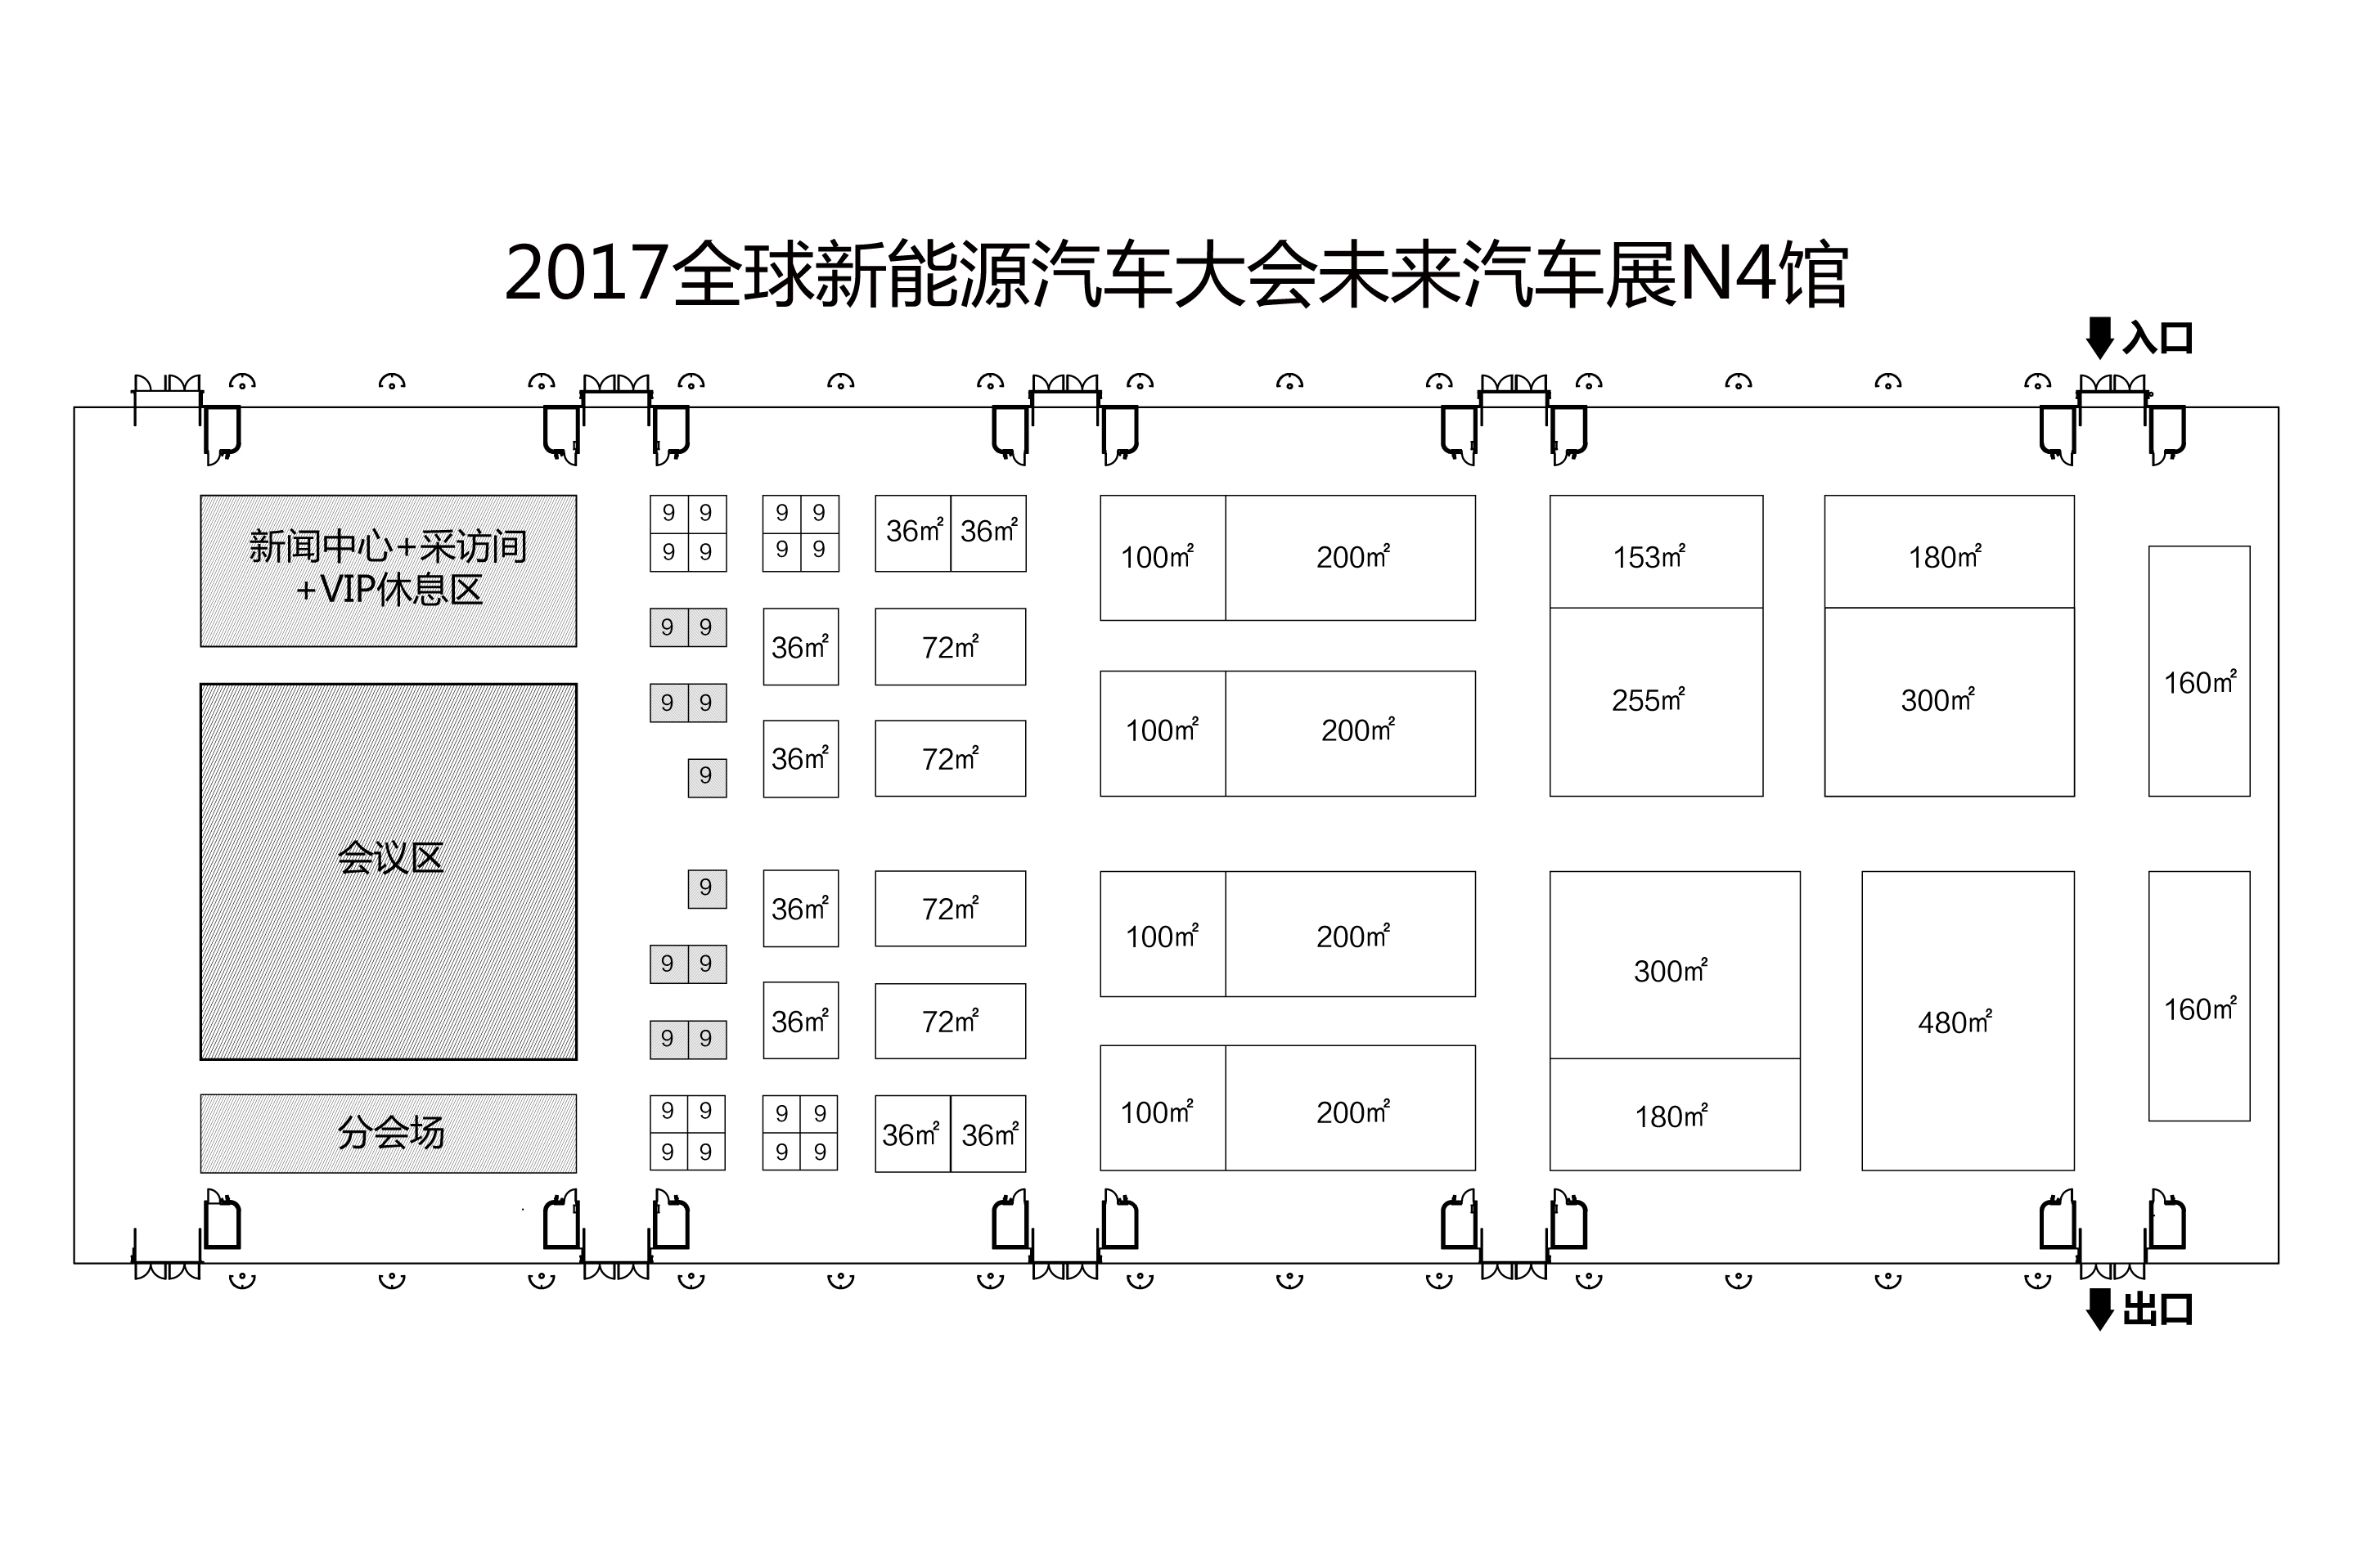 2017全球新能源汽车大会未来汽车展N4馆
入口
新闻中心+采访间
+VIP休息区
9 9 9 9 36㎡ 36㎡
9 9 9 9
100㎡ 200㎡ 153㎡ 180㎡
9 9 36㎡ 72㎡
9 9 255㎡ 300㎡ 160㎡
100㎡ 200㎡
9 36㎡ 72㎡
会议区
9 36㎡ 72㎡ 100㎡ 200㎡
9 9 300㎡
9 9 36㎡ 72㎡ 480㎡ 160㎡
分会场
9 9 9 9 36㎡ 36㎡ 100㎡ 200㎡ 180㎡
9 9 9 9
出口